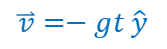 v⃗ = − gt ŷ